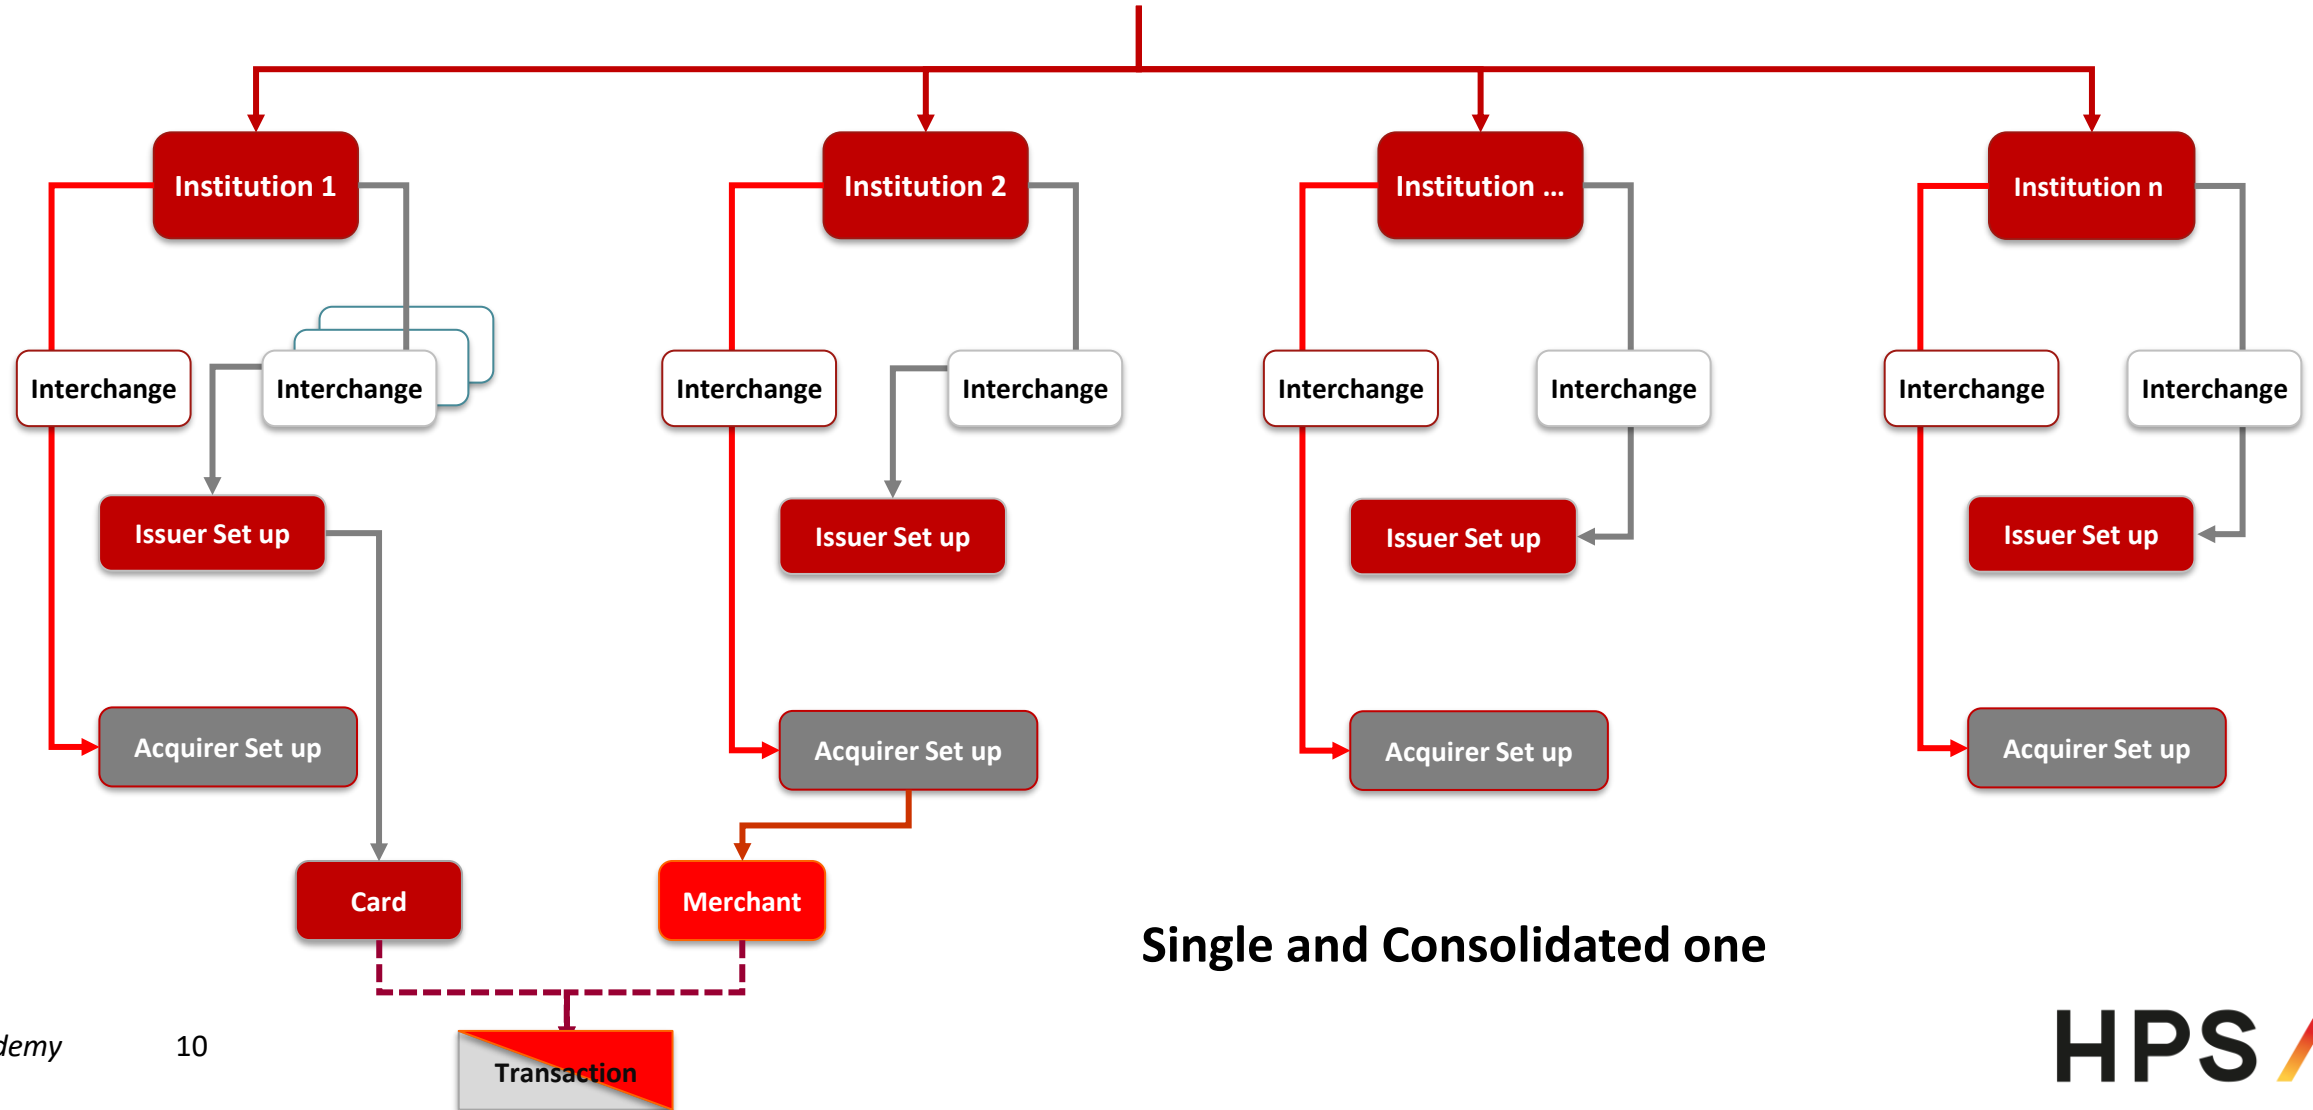 Institution 1
Institution 2
Institution ...
Institution n
Interchange
Interchange
Interchange
Interchange
Interchange
Interchange
Interchange
Interchange
Issuer Set up
Issuer Set up
Issuer Set up
Issuer Set up
Acquirer Set up
Acquirer Set up
Acquirer Set up
Acquirer Set up
Card
Merchant
Single and Consolidated one
demy 10
Transaction
HPS